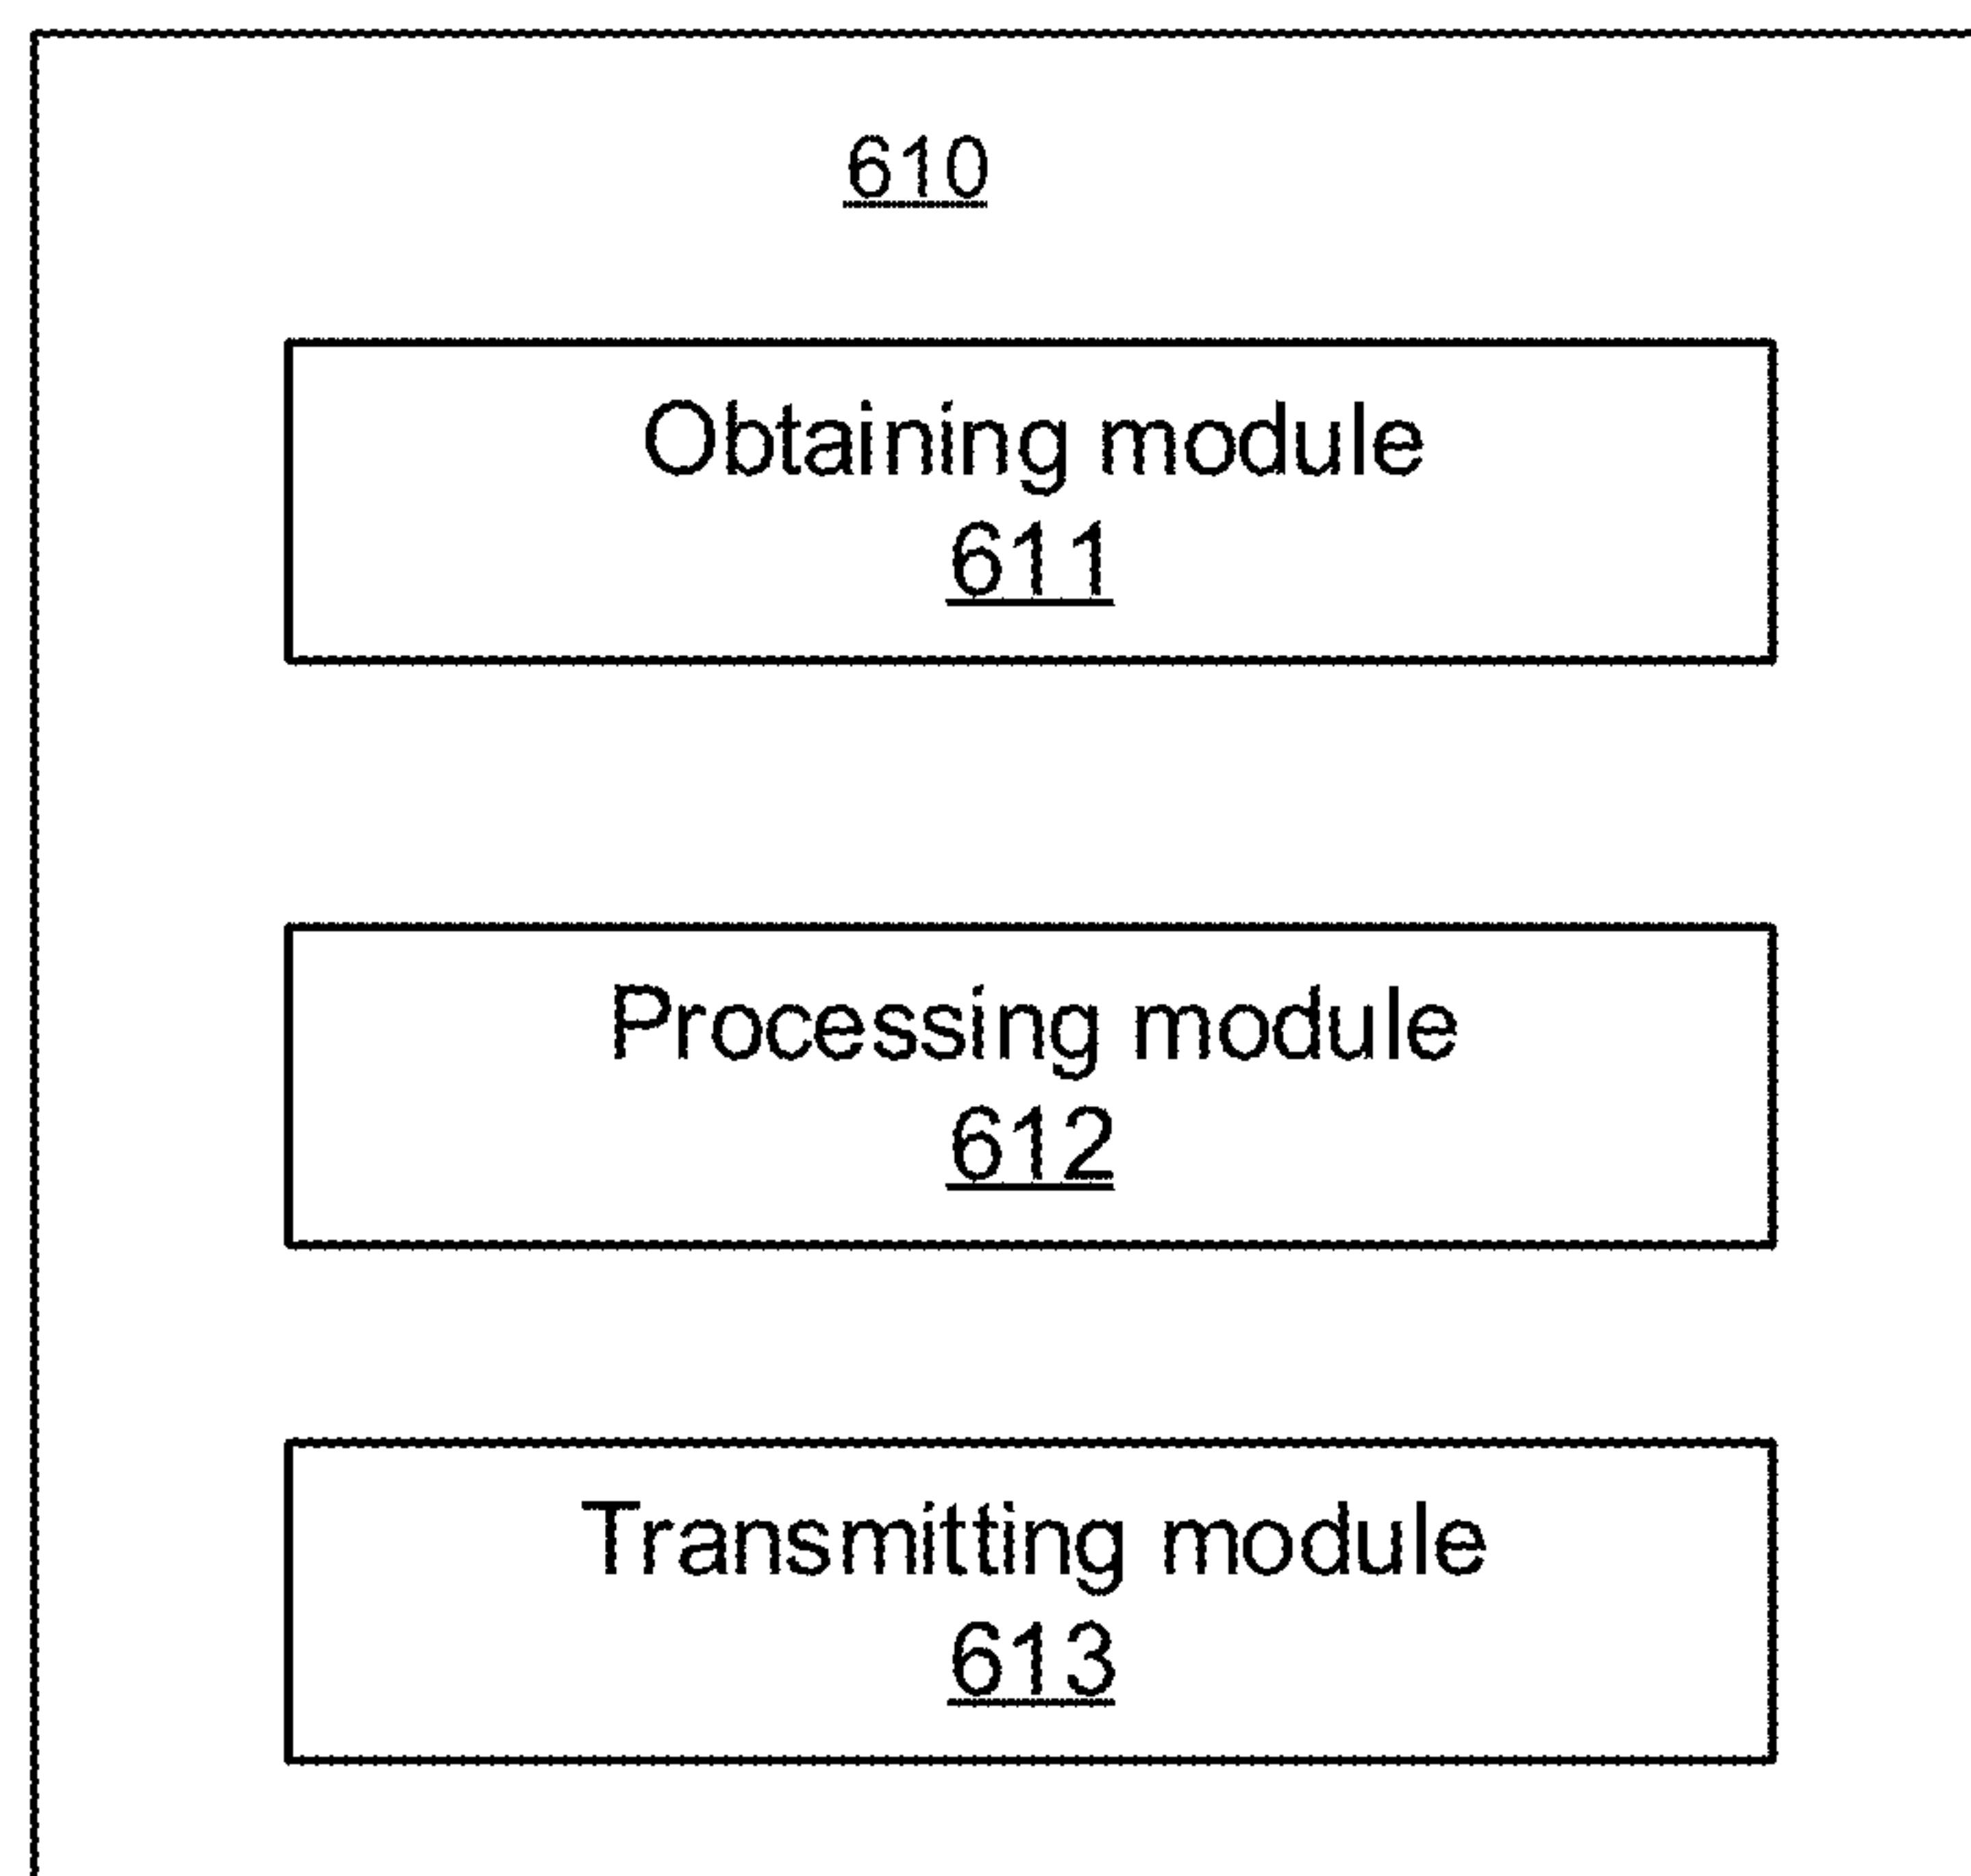 610
Obtaining module
611
Processing module
612
Transmitting module
613